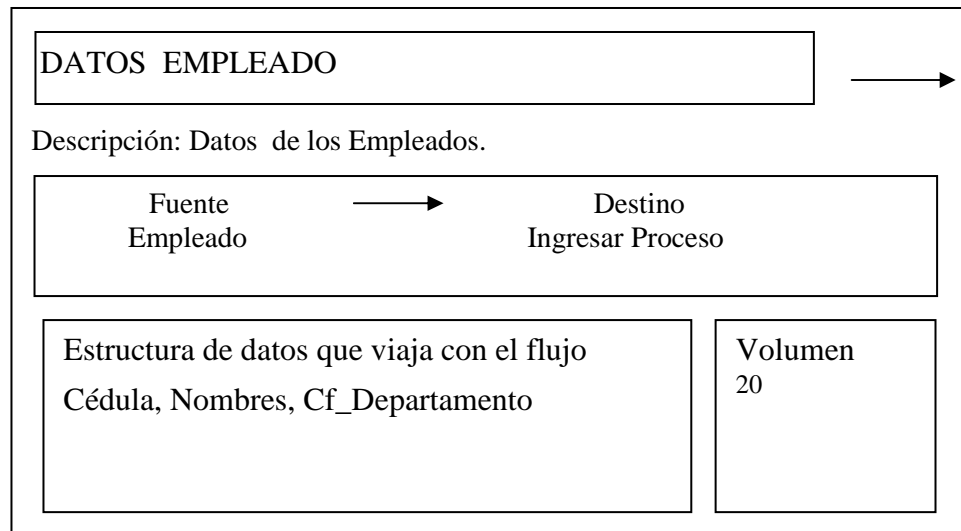 DATOS EMPLEADO
Descripción: Datos de los Empleados.
Fuente Destino
Empleado Ingresar Proceso
Estructura de datos que viaja con el flujo
Cédula, Nombres, Cf_Departamento
Volumen
20